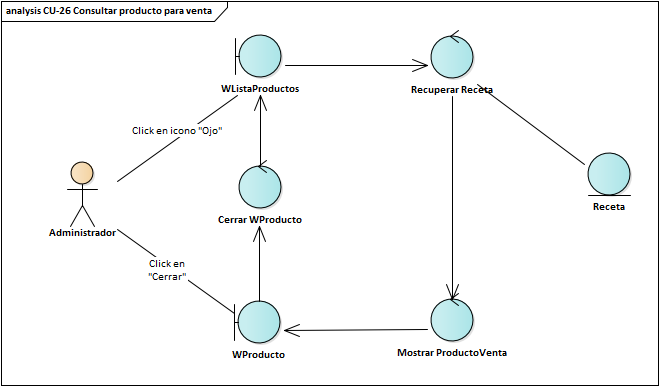 analysis CU-26 Consultar producto para venta
WListaProductos
Recuperar Receta
Click en icono "Ojo"
Cerrar WProducto
Receta
Administrador
Click en
"Cerrar"
WProducto
Mostrar ProductoVenta